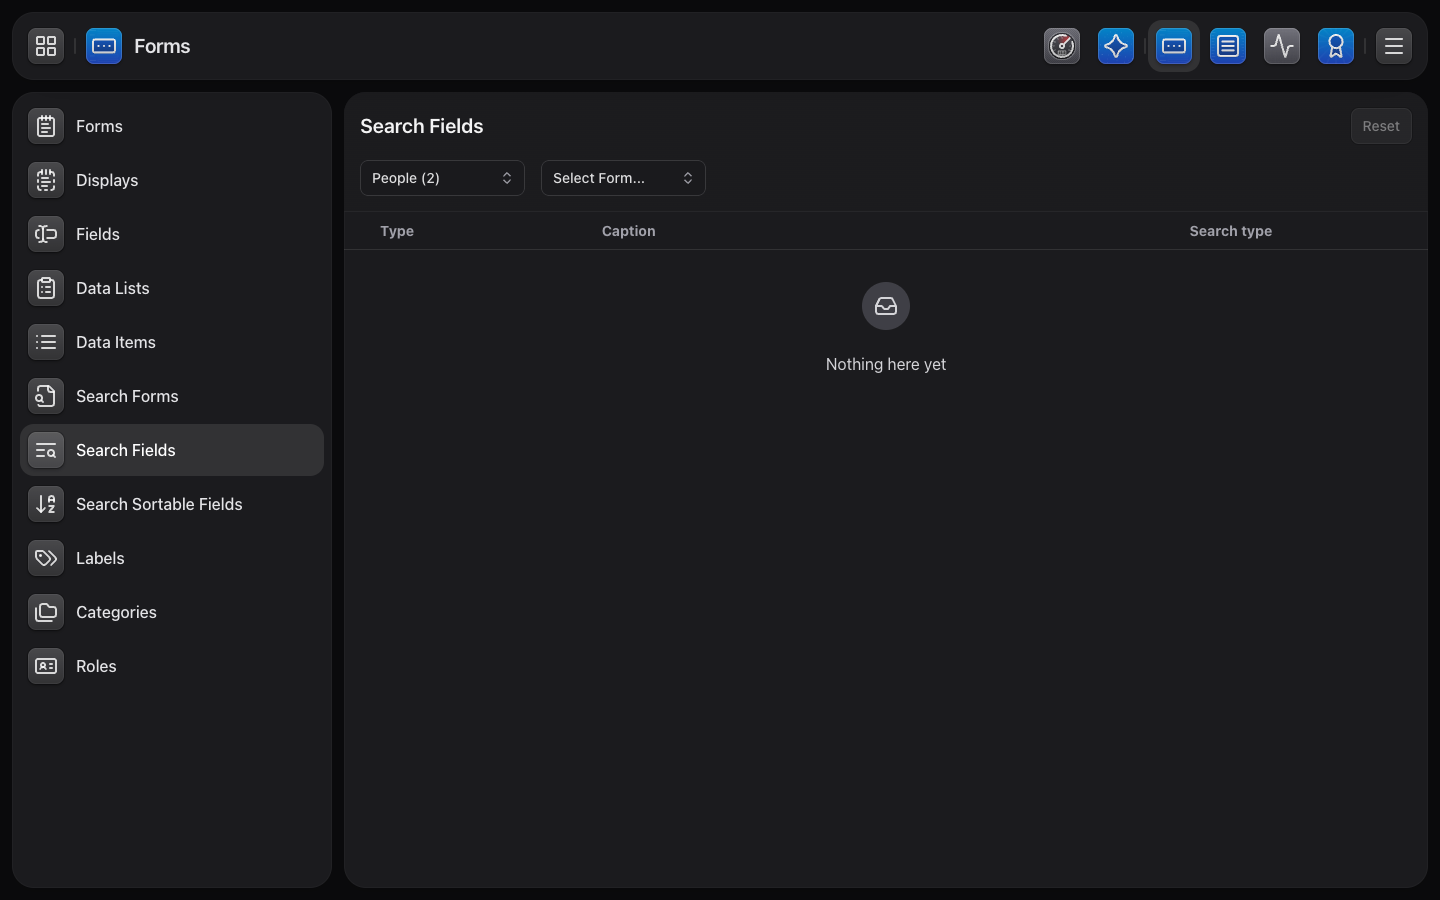 Forms
Forms
Displays
Fields
Data Lists
Data Items
Search Forms
Search Fields
Search Sortable Fields
Labels
Categories
Roles
Search Fields
Reset
People (2)
Select Form...
Type
Caption
Search type
Nothing here yet